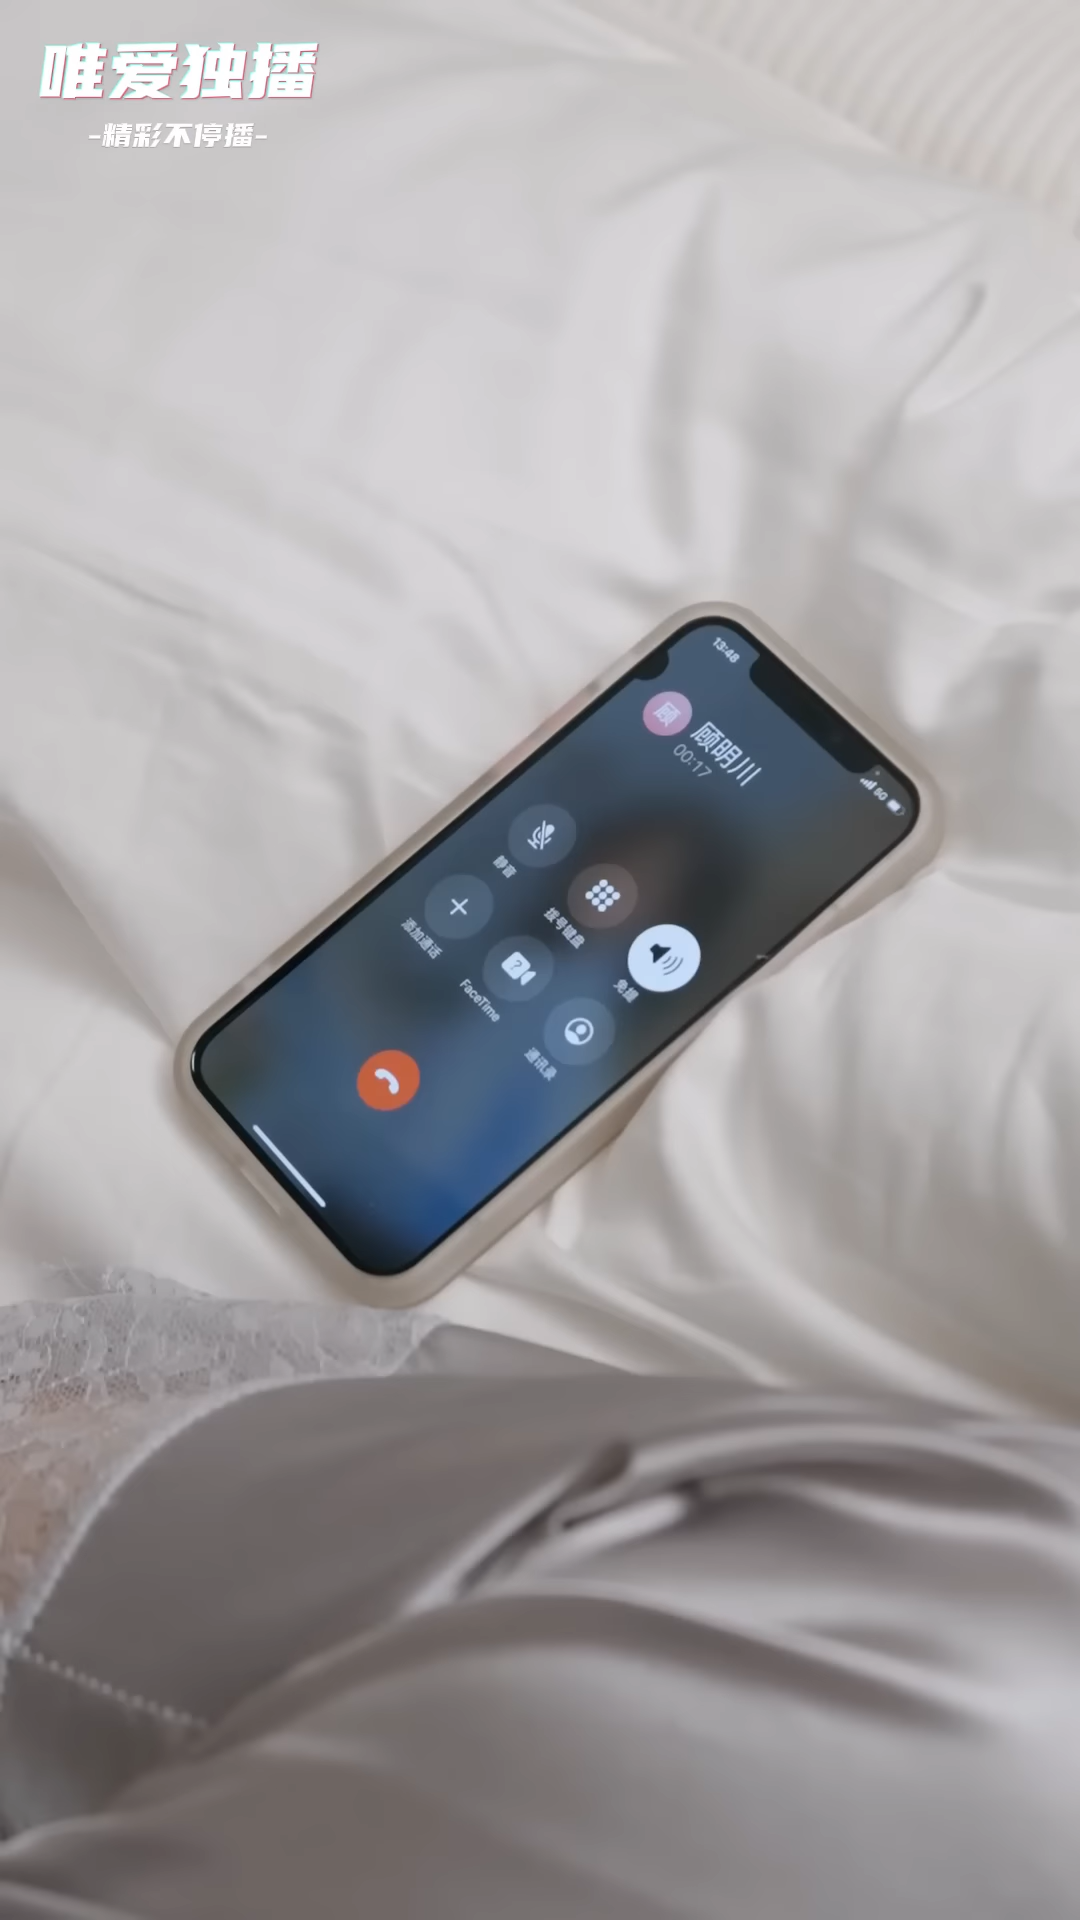 唯爱独播
-精彩不停播-
13:48
5G
顾
顾明川
00:17
静音
拨号键盘
免提
添加通话
FaceTime
通讯录